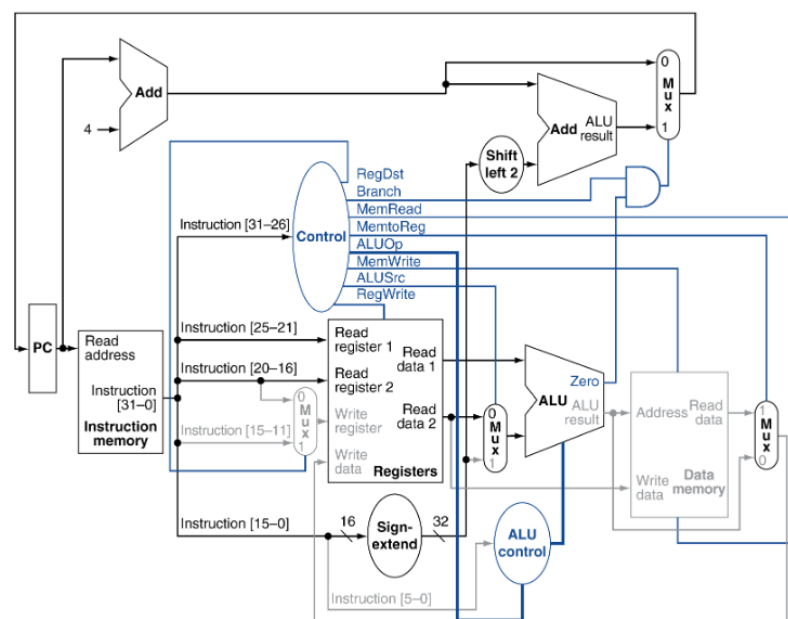 Add
4
Add
ALU
result
0
Mux
1
Shift
left 2
RegDst
Branch
MemRead
MemtoReg
ALUOp
MemWrite
ALUSrc
RegWrite
Control
Instruction [31–26]
Instruction [25–21]
Instruction [20–16]
Instruction [15–11]
Instruction [15–0]
PC
Read
address
Instruction
[31–0]
Instruction
memory
0
Mux
1
Read
register 1
Read
register 2
Write
register
Write
data
Read
data 1
Read
data 2
Registers
0
Mux
1
Zero
ALU
ALU
result
Address
Read
data
Write
data
Data
memory
1
Mux
0
16
Sign-
extend
32
ALU
control
Instruction [5–0]